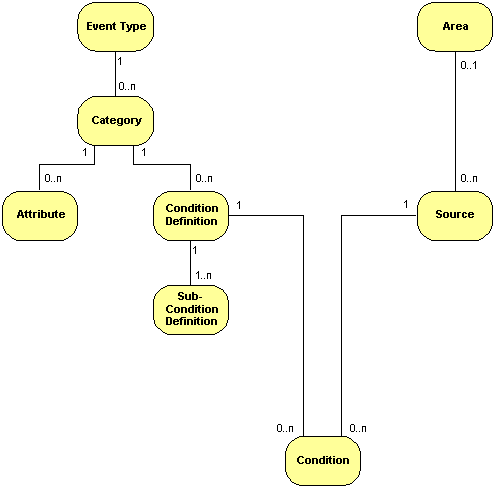 Event Type
Area
1
0..1
0..n
Category
1
1
0..n
0..n
0..n
Attribute
Condition
Definition
1
1
Source
1
1..n
Sub-
Condition
Definition
0..n
0..n
Condition